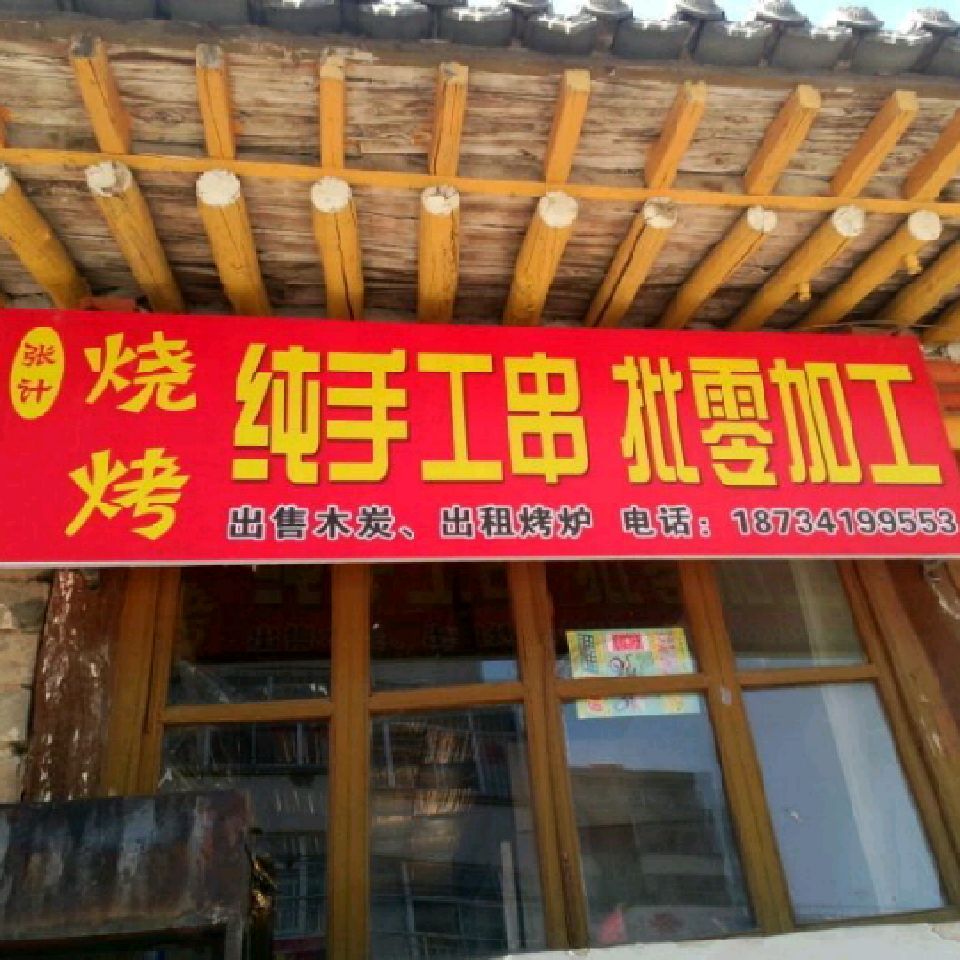 张计
烧烤
纯手工串 批零加工
出售木炭、出租烤炉 电话：18734199553